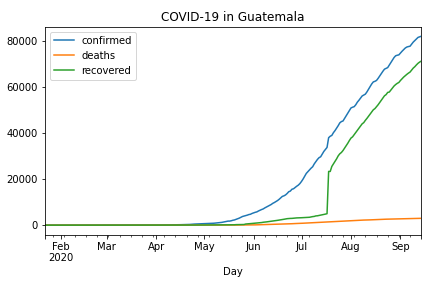 COVID-19 in Guatemala
confirmed
deaths
recovered
80000
60000
40000
20000
0
Feb Mar Apr May Jun Jul Aug Sep
2020
Day